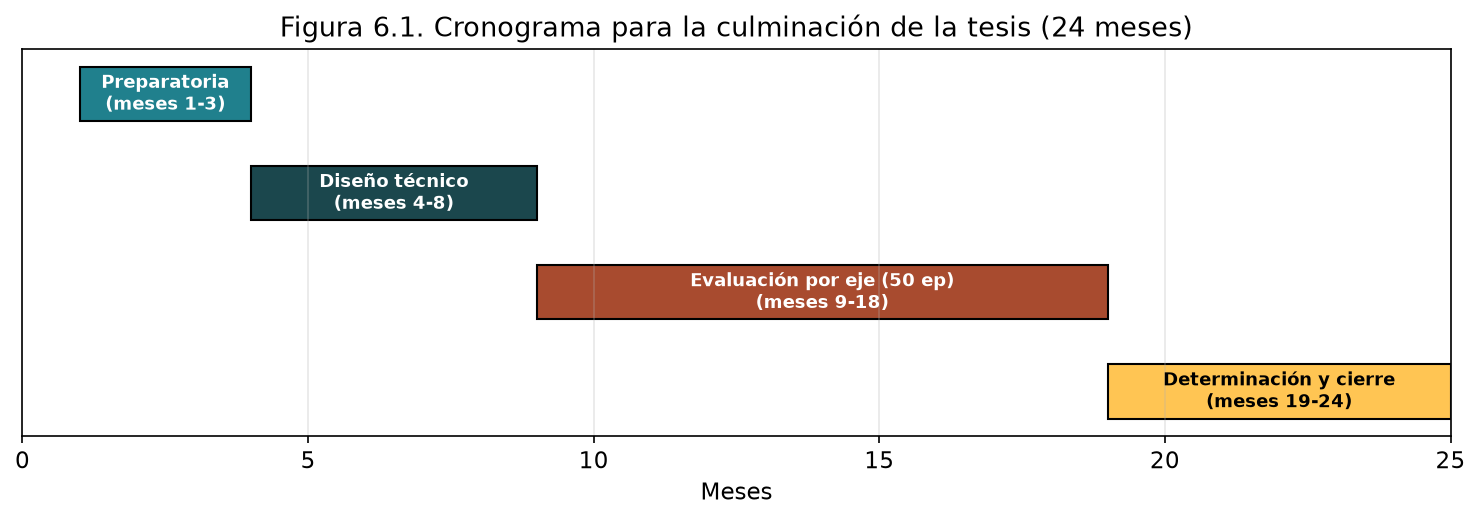 Figura 6.1. Cronograma para la culminación de la tesis (24 meses)
Preparatoria
(meses 1-3)
Diseño técnico
(meses 4-8)
Evaluación por eje (50 ep)
(meses 9-18)
Determinación y cierre
(meses 19-24)
0 5 10 15 20 25
Meses